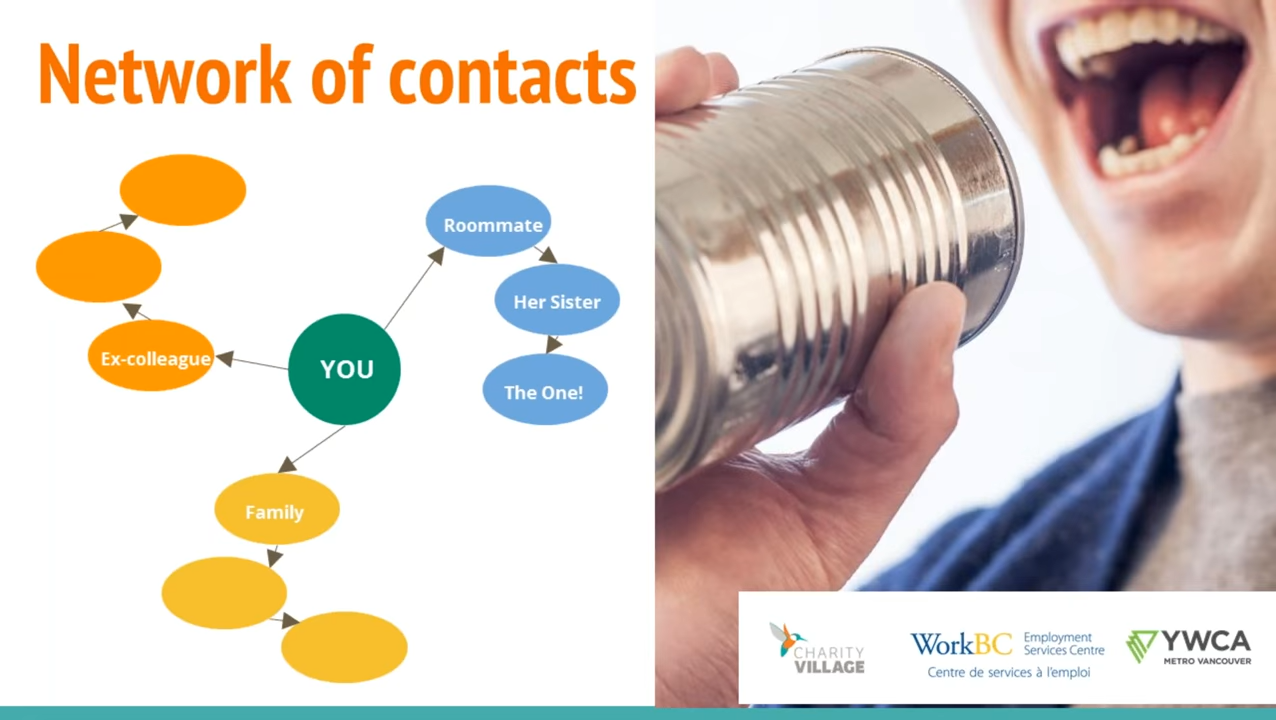 Network of contacts
Roommate
Her Sister
The One!
Ex-colleague
YOU
Family
CHARITY
VILLAGE
WorkBC Employment
Services Centre
Centre de services à l'emploi
YWCA
METRO VANCOUVER